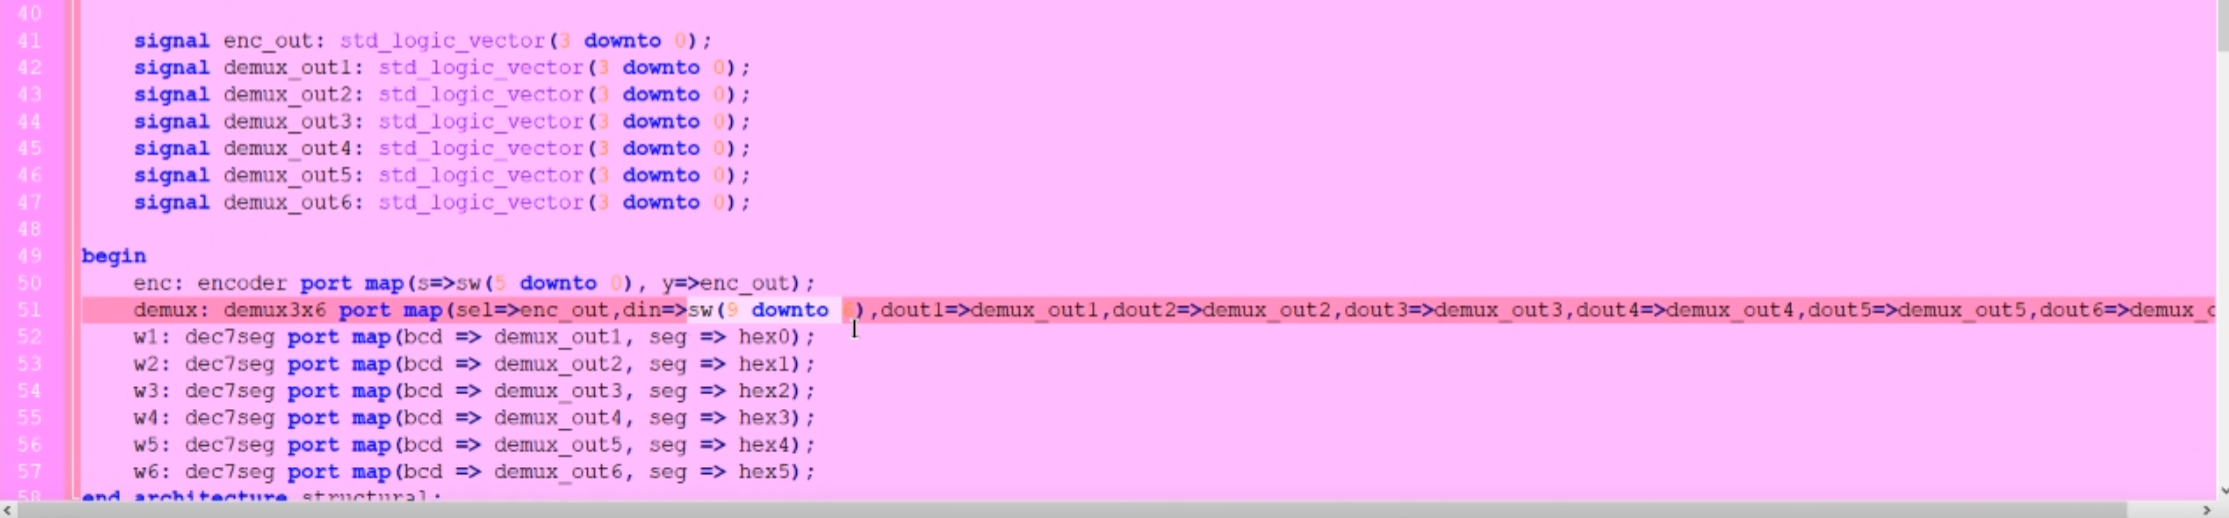 40
41 signal enc_out: std_logic_vector(3 downto 0);
42 signal demux_out1: std_logic_vector(3 downto 0);
43 signal demux_out2: std_logic_vector(3 downto 0);
44 signal demux_out3: std_logic_vector(3 downto 0);
45 signal demux_out4: std_logic_vector(3 downto 0);
46 signal demux_out5: std_logic_vector(3 downto 0);
47 signal demux_out6: std_logic_vector(3 downto 0);
48
49 begin
50 enc: encoder port map(s=>sw(5 downto 0), y=>enc_out);
51 demux: demux3x6 port map(sel=>enc_out,din=>sw(9 downto 6),dout1=>demux_out1,dout2=>demux_out2,dout3=>demux_out3,dout4=>demux_out4,dout5=>demux_out5,dout6=>demux_o
52 w1: dec7seg port map(bcd => demux_out1, seg => hex0);
53 w2: dec7seg port map(bcd => demux_out2, seg => hex1);
54 w3: dec7seg port map(bcd => demux_out3, seg => hex2);
55 w4: dec7seg port map(bcd => demux_out4, seg => hex3);
56 w5: dec7seg port map(bcd => demux_out5, seg => hex4);
57 w6: dec7seg port map(bcd => demux_out6, seg => hex5);
58 end architecture structural;